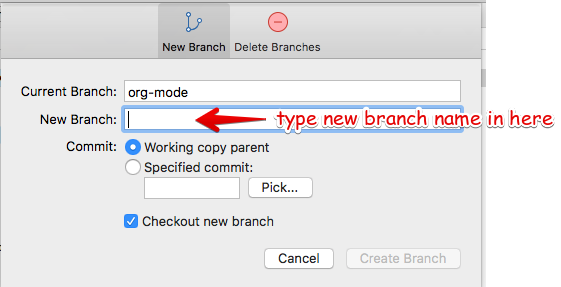 New Branch Delete Branches
Current Branch: org-mode
New Branch: type new branch name in here
Commit: Working copy parent
Specified commit:
Pick...
Checkout new branch
Cancel Create Branch